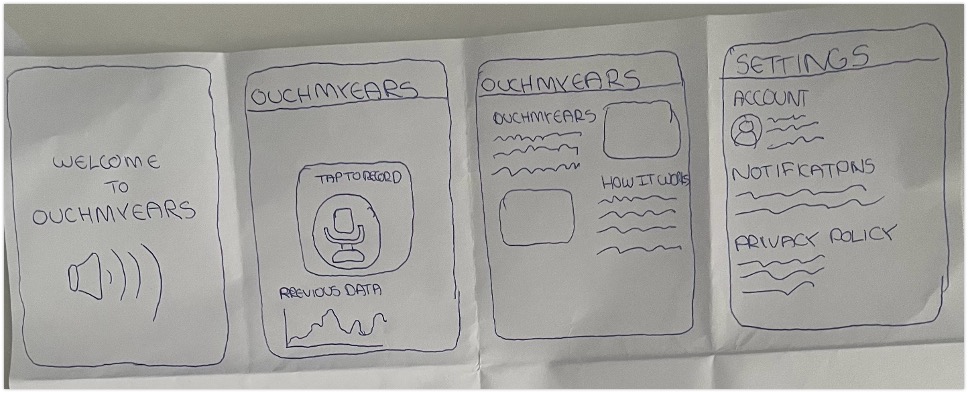 WELCOME
TO
OUCHMYEARS
OUCHMYEARS
TAP TO RECORD
PREVIOUS DATA
OUCHMYEARS
OUCHMYEARS
HOW IT WORKS
SETTINGS
ACCOUNT
NOTIFICATIONS
PRIVACY POLICY